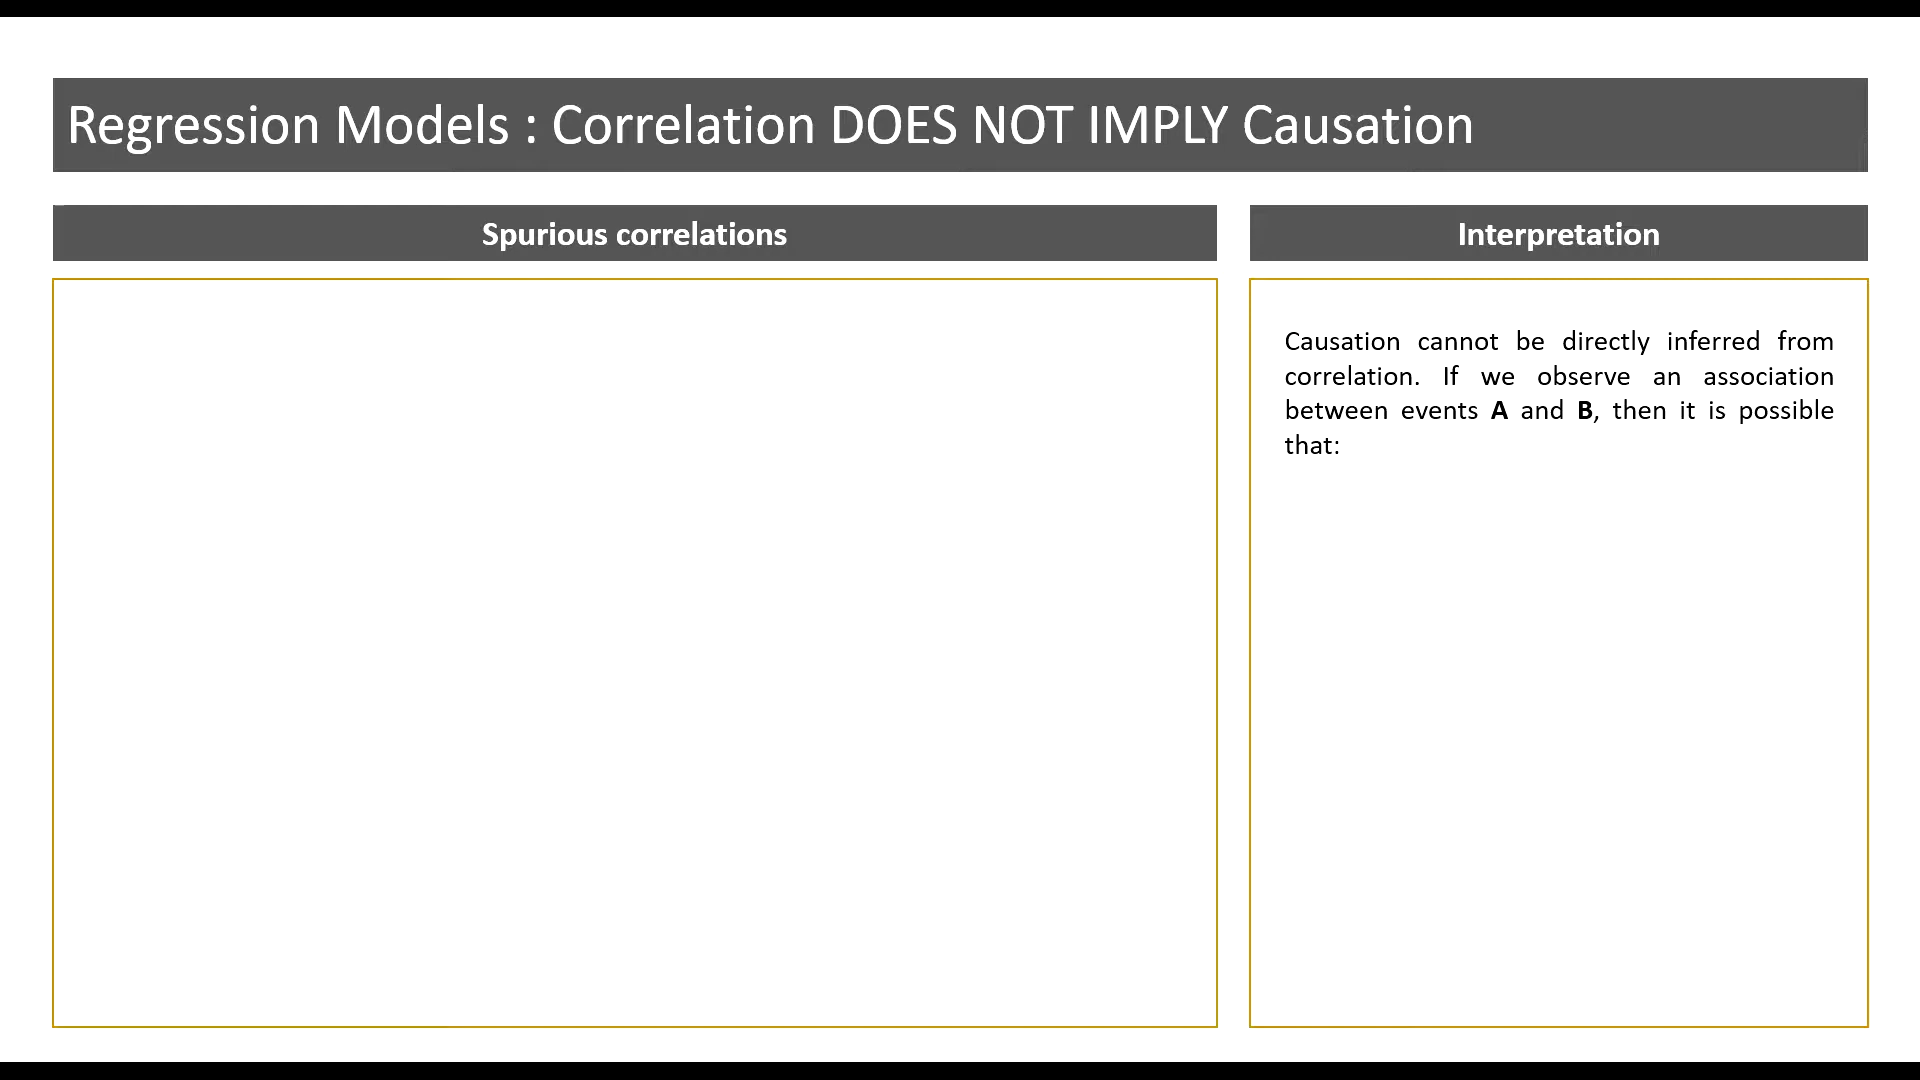 Regression Models : Correlation DOES NOT IMPLY Causation
Spurious correlations
Interpretation
Causation cannot be directly inferred from
correlation. If we observe an association
between events A and B, then it is possible
that: